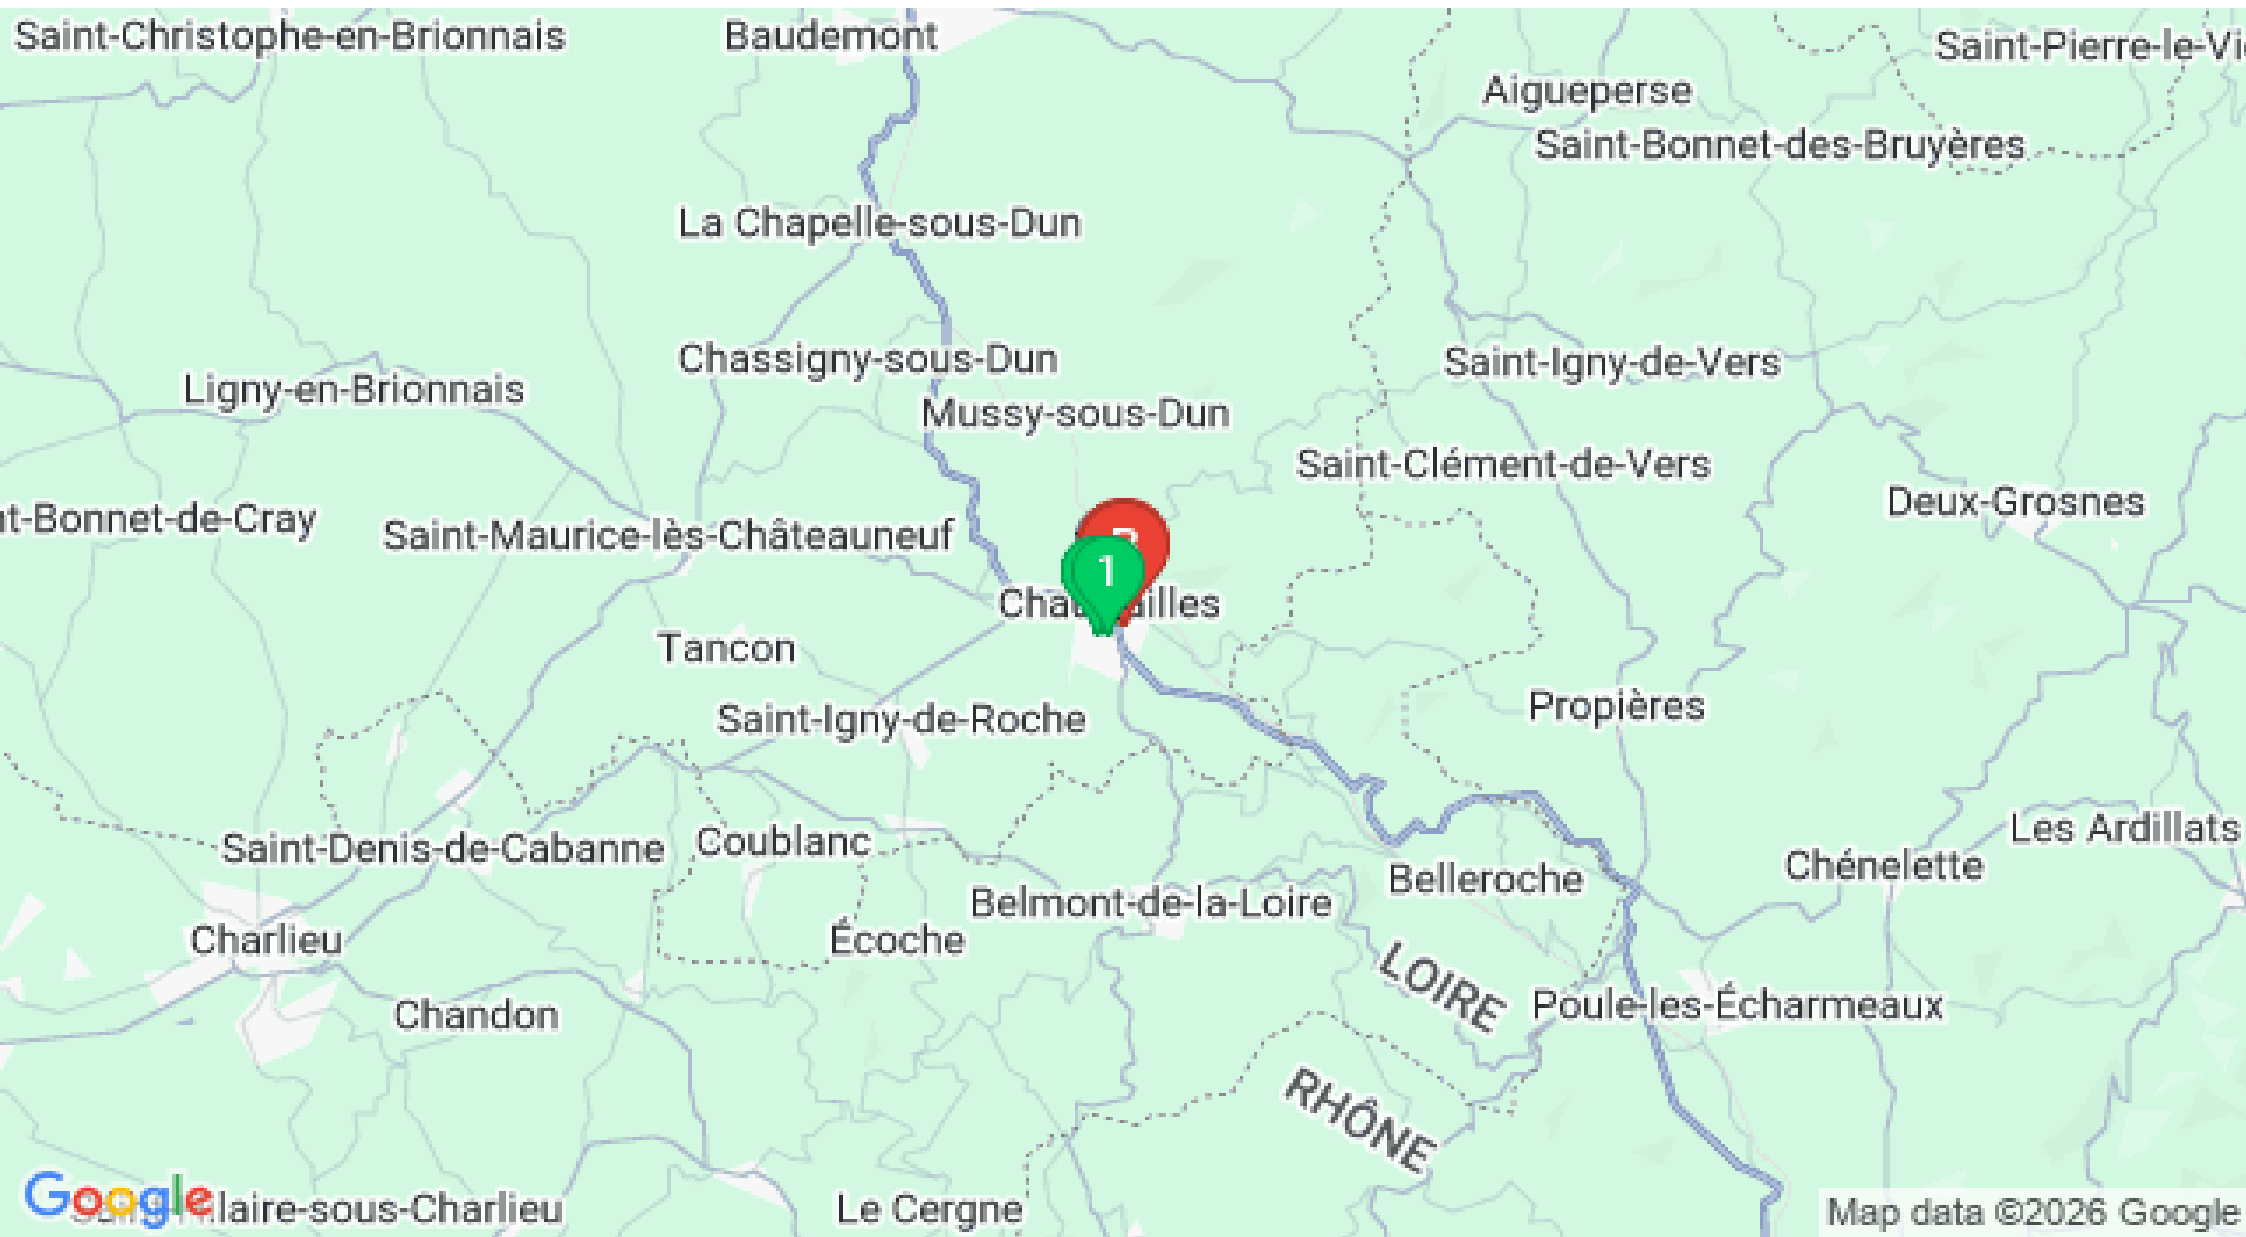 Saint-Christophe-en-Brionnais
Baudemont
Saint-Pierre-le-Vi
Aigueperse
Saint-Bonnet-des-Bruyères
La Chapelle-sous-Dun
Chassigny-sous-Dun
Saint-Igny-de-Vers
Ligny-en-Brionnais
Mussy-sous-Dun
Saint-Clément-de-Vers
Deux-Grosnes
t-Bonnet-de-Cray
Saint-Maurice-lès-Châteauneuf
1
Tancon
Saint-Igny-de-Roche
Propières
Les Ardillats
Saint-Denis-de-Cabanne
Coublanc
Chénelette
Belleroche
Belmont-de-la-Loire
Charlieu
Écoche
LOIRE
Chandon
Poule-les-Écharmeaux
RHÔNE
Google
laire-sous-Charlieu
Le Cergne
Map data ©2026 Google